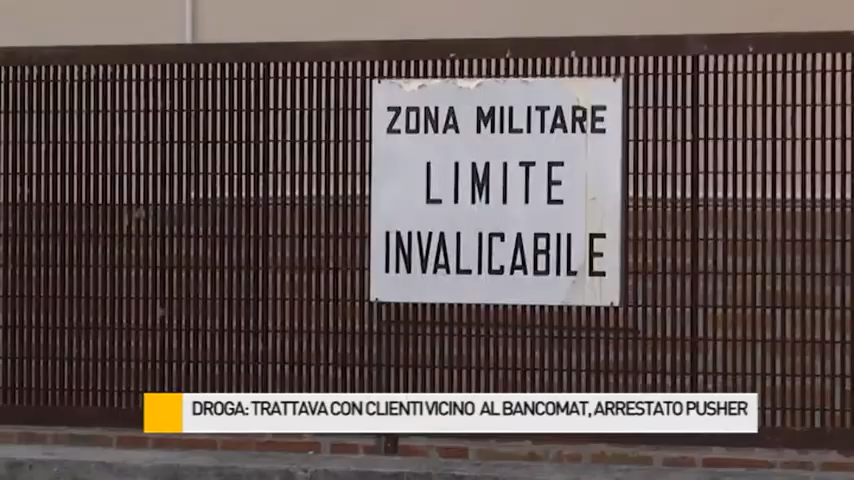 ZONA MILITARE
LIMITE
INVALICABILE
DROGA: TRATTAVA CON CLIENTI VICINO AL BANCOMAT, ARRESTATO PUSHER